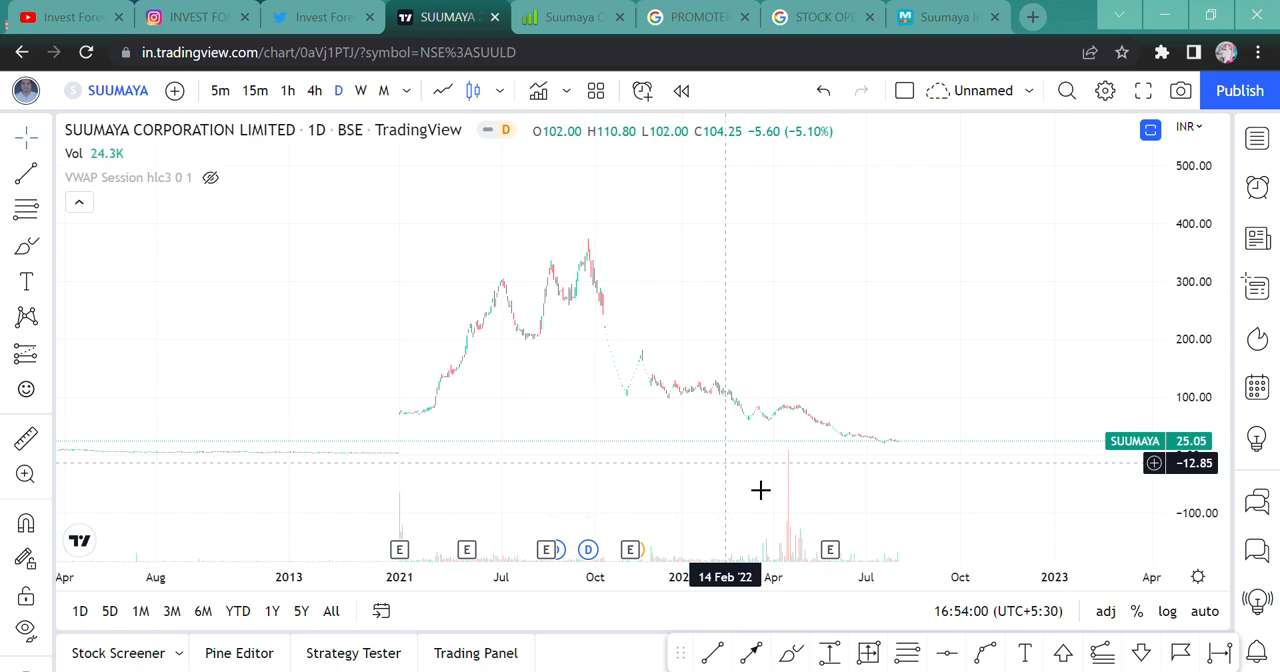 Invest Fore
INVEST FO
Invest Fore
SUUMAYA
Suumaya C
PROMOTER
STOCK OPE
Suumaya I
in.tradingview.com/chart/0aVj1PTJ/?symbol=NSE%3ASUULD
S SUUMAYA 5m 15m 1h 4h D W M Unnamed Publish
SUUMAYA CORPORATION LIMITED · 1D · BSE · TradingView D O102.00 H110.80 L102.00 C104.25 −5.60 (−5.10%) INR
Vol 24.3K
VWAP Session hlc3 0 1
500.00
400.00
300.00
200.00
100.00
SUUMAYA 25.05
−12.85
−100.00
E E E D E E
Apr Aug 2013 2021 Jul Oct 202 14 Feb '22 Apr Jul Oct 2023 Apr
1D 5D 1M 3M 6M YTD 1Y 5Y All 16:54:00 (UTC+5:30) adj % log auto
Stock Screener Pine Editor Strategy Tester Trading Panel